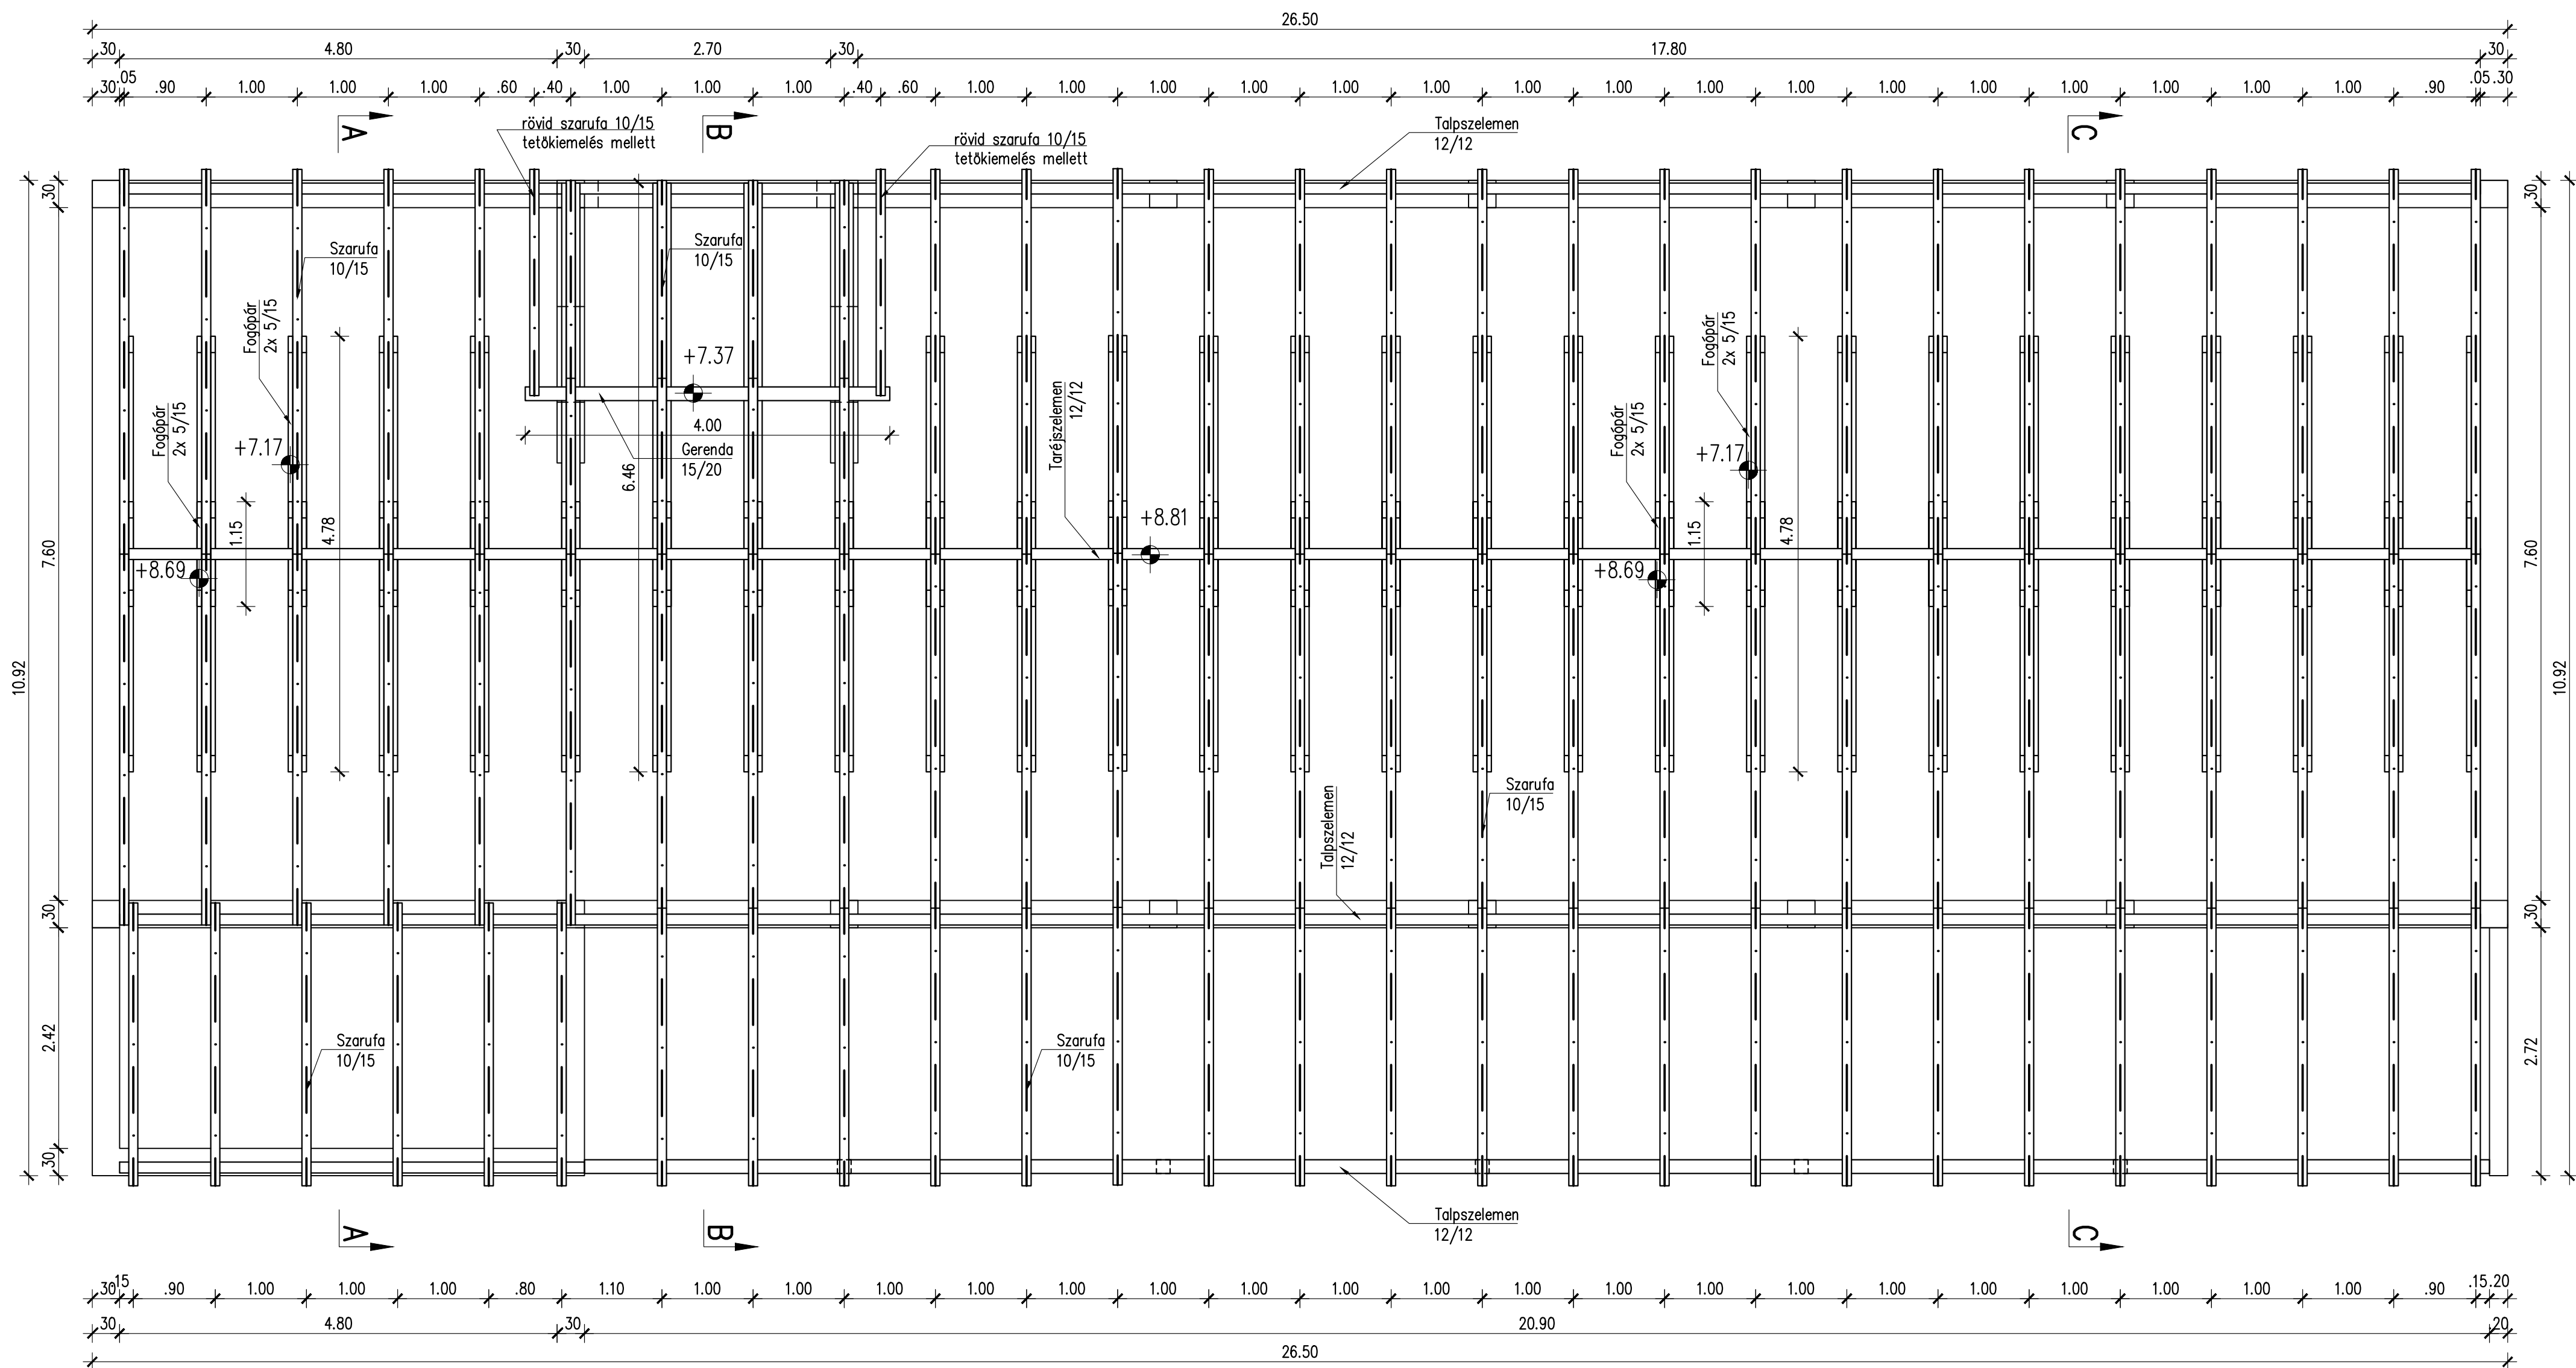 26.50
30 4.80 30 2.70 30 17.80 30
30 .05 .90 1.00 1.00 1.00 .60 .40 1.00 1.00 1.00 .40 .60 1.00 1.00 1.00 1.00 1.00 1.00 1.00 1.00 1.00 1.00 1.00 1.00 1.00 1.00 1.00 1.00 .90 .05 .30
A
B
C
rövid szarufa 10/15
tetőkiemelés mellett
rövid szarufa 10/15
tetőkiemelés mellett
Talpszelemen
12/12
30
30
Szarufa
10/15
Szarufa
10/15
Fogópár
2x 5/15
Fogópár
2x 5/15
+7.37
Fogópár
2x 5/15
Taréjszelemen
12/12
Fogópár
2x 5/15
4.00
+7.17
Gerenda
15/20
+7.17
6.46
1.15
4.78
+8.81
1.15
4.78
7.60
7.60
+8.69
+8.69
10.92
10.92
Szarufa
10/15
Talpszelemen
12/12
30
30
Szarufa
10/15
Szarufa
10/15
2.42
2.72
30
Talpszelemen
12/12
A
B
C
30 .15 .90 1.00 1.00 1.00 .80 1.10 1.00 1.00 1.00 1.00 1.00 1.00 1.00 1.00 1.00 1.00 1.00 1.00 1.00 1.00 1.00 1.00 1.00 1.00 .90 .15 .20
30 4.80 30 20.90 20
26.50